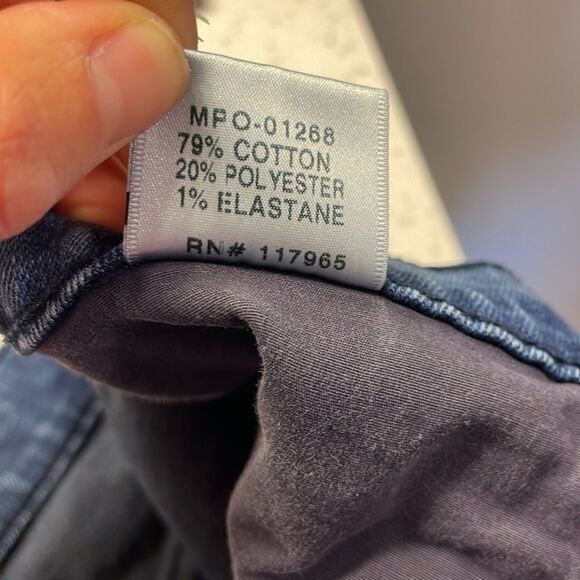 MPO-01268
79% COTTON
20% POLYESTER
1% ELASTANE
RN# 117965